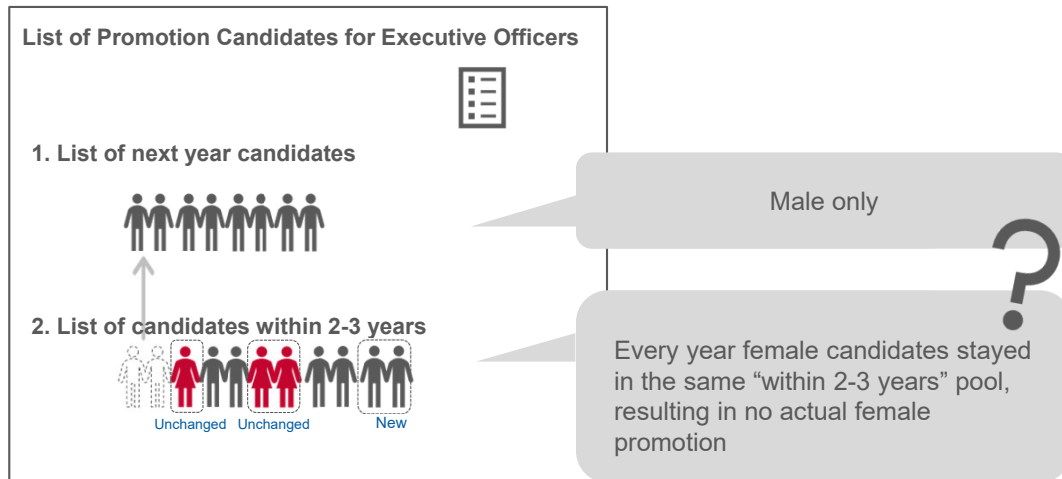 List of Promotion Candidates for Executive Officers
1. List of next year candidates
Male only
2. List of candidates within 2-3 years
Unchanged Unchanged New
Every year female candidates stayed
in the same “within 2-3 years” pool,
resulting in no actual female
promotion
?